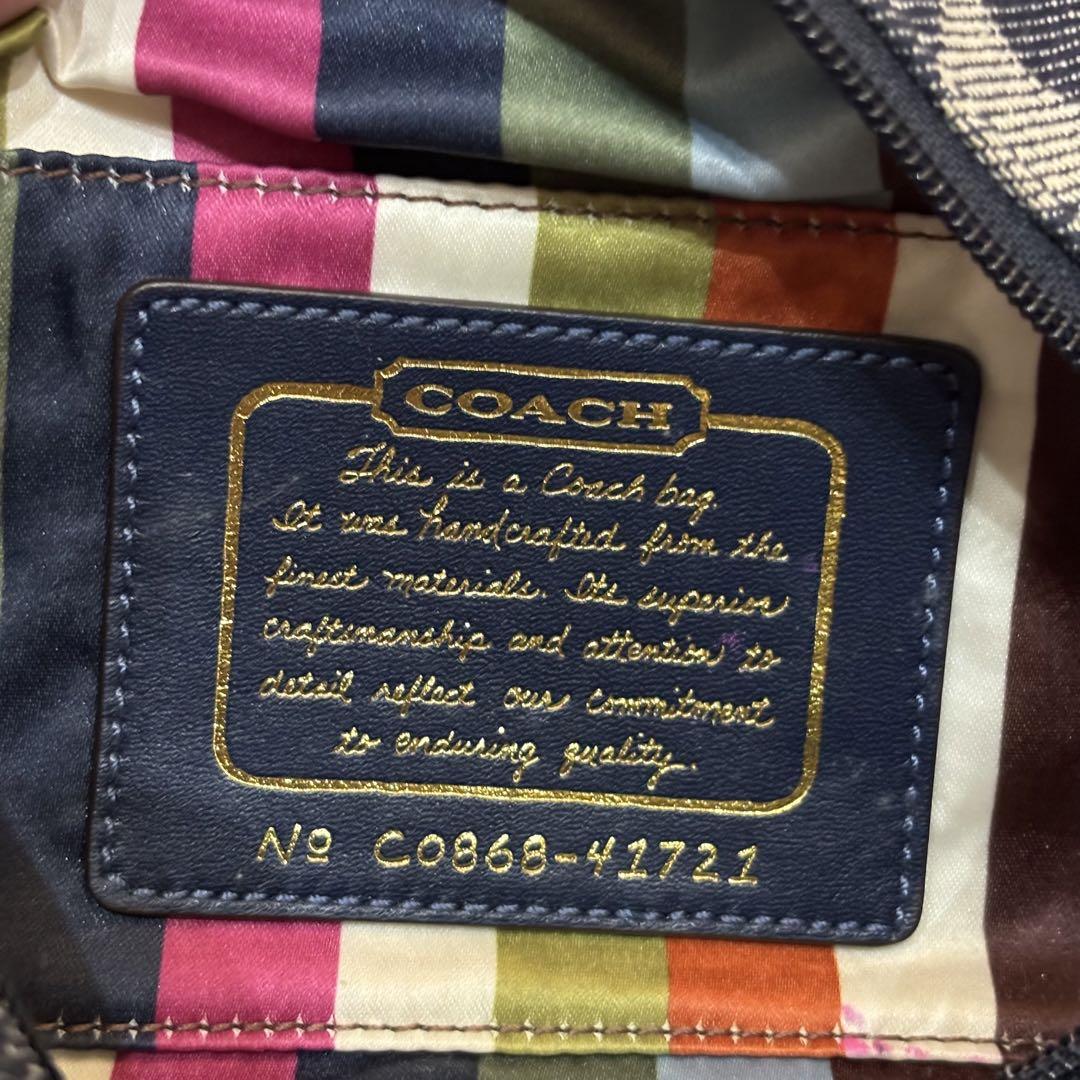 COACH
This is a Coach bag.
It was handcrafted from the
finest materials. Its superior
craftsmanship and attention to
detail reflect our commitment
to enduring quality.
Nº C0868-41721